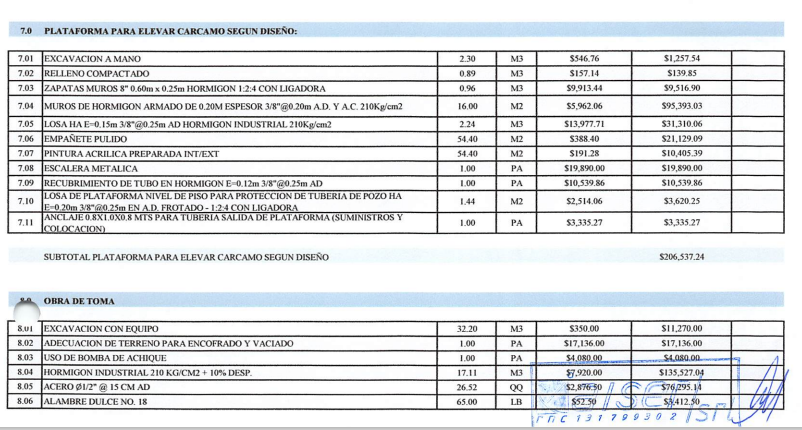 7.0 PLATAFORMA PARA ELEVAR CARCAMO SEGUN DISEÑO:
7.01 EXCAVACION A MANO 2.30 M3 $546.76 $1,257.54
7.02 RELLENO COMPACTADO 0.89 M3 $157.14 $139.85
7.03 ZAPATAS MUROS 8" 0.60m x 0.25m HORMIGON 1:2:4 CON LIGADORA 0.96 M3 $9,913.44 $9,516.90
7.04 MUROS DE HORMIGON ARMADO DE 0.20M ESPESOR 3/8"@0.20m A.D. Y A.C. 210Kg/cm2 16.00 M2 $5,962.06 $95,393.03
7.05 LOSA HA E=0.15m 3/8"@0.25m AD HORMIGON INDUSTRIAL 210Kg/cm2 2.24 M3 $13,977.71 $31,310.06
7.06 EMPAÑETE PULIDO 54.40 M2 $388.40 $21,129.09
7.07 PINTURA ACRILICA PREPARADA INT/EXT 54.40 M2 $191.28 $10,405.39
7.08 ESCALERA METALICA 1.00 PA $19,890.00 $19,890.00
7.09 RECUBRIMIENTO DE TUBO EN HORMIGON E=0.12m 3/8"@0.25m AD 1.00 PA $10,539.86 $10,539.86
7.10 LOSA DE PLATAFORMA NIVEL DE PISO PARA PROTECCION DE TUBERIA DE POZO HA
E=0.20m 3/8"@0.25m EN A.D. FROTADO - 1:2:4 CON LIGADORA 1.44 M2 $2,514.06 $3,620.25
7.11 ANCLAJE 0.8X1.0X0.8 MTS PARA TUBERIA SALIDA DE PLATAFORMA (SUMINISTROS Y
COLOCACION) 1.00 PA $3,335.27 $3,335.27
SUBTOTAL PLATAFORMA PARA ELEVAR CARCAMO SEGUN DISEÑO $206,537.24
8.0 OBRA DE TOMA
8.01 EXCAVACION CON EQUIPO 32.20 M3 $350.00 $11,270.00
8.02 ADECUACION DE TERRENO PARA ENCOFRADO Y VACIADO 1.00 PA $17,136.00 $17,136.00
8.03 USO DE BOMBA DE ACHIQUE 1.00 PA $4,080.00 $4,080.00
8.04 HORMIGON INDUSTRIAL 210 KG/CM2 + 10% DESP. 17.11 M3 $7,920.00 $135,527.04
8.05 ACERO Ø1/2" @ 15 CM AD 26.52 QQ $2,876.50 $76,295.14
8.06 ALAMBRE DULCE NO. 18 65.00 LB $52.50 $3,412.50
RNC 131799302 SRL